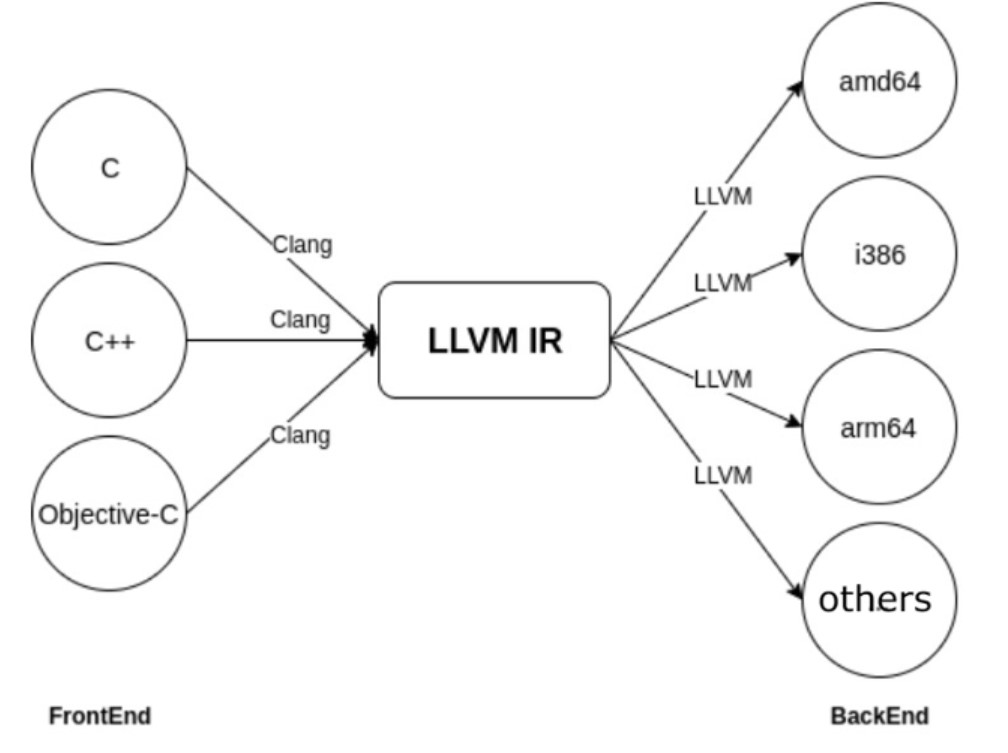 C
C++
Objective-C
Clang
Clang
Clang
LLVM IR
LLVM
LLVM
LLVM
LLVM
amd64
i386
arm64
others
FrontEnd
BackEnd